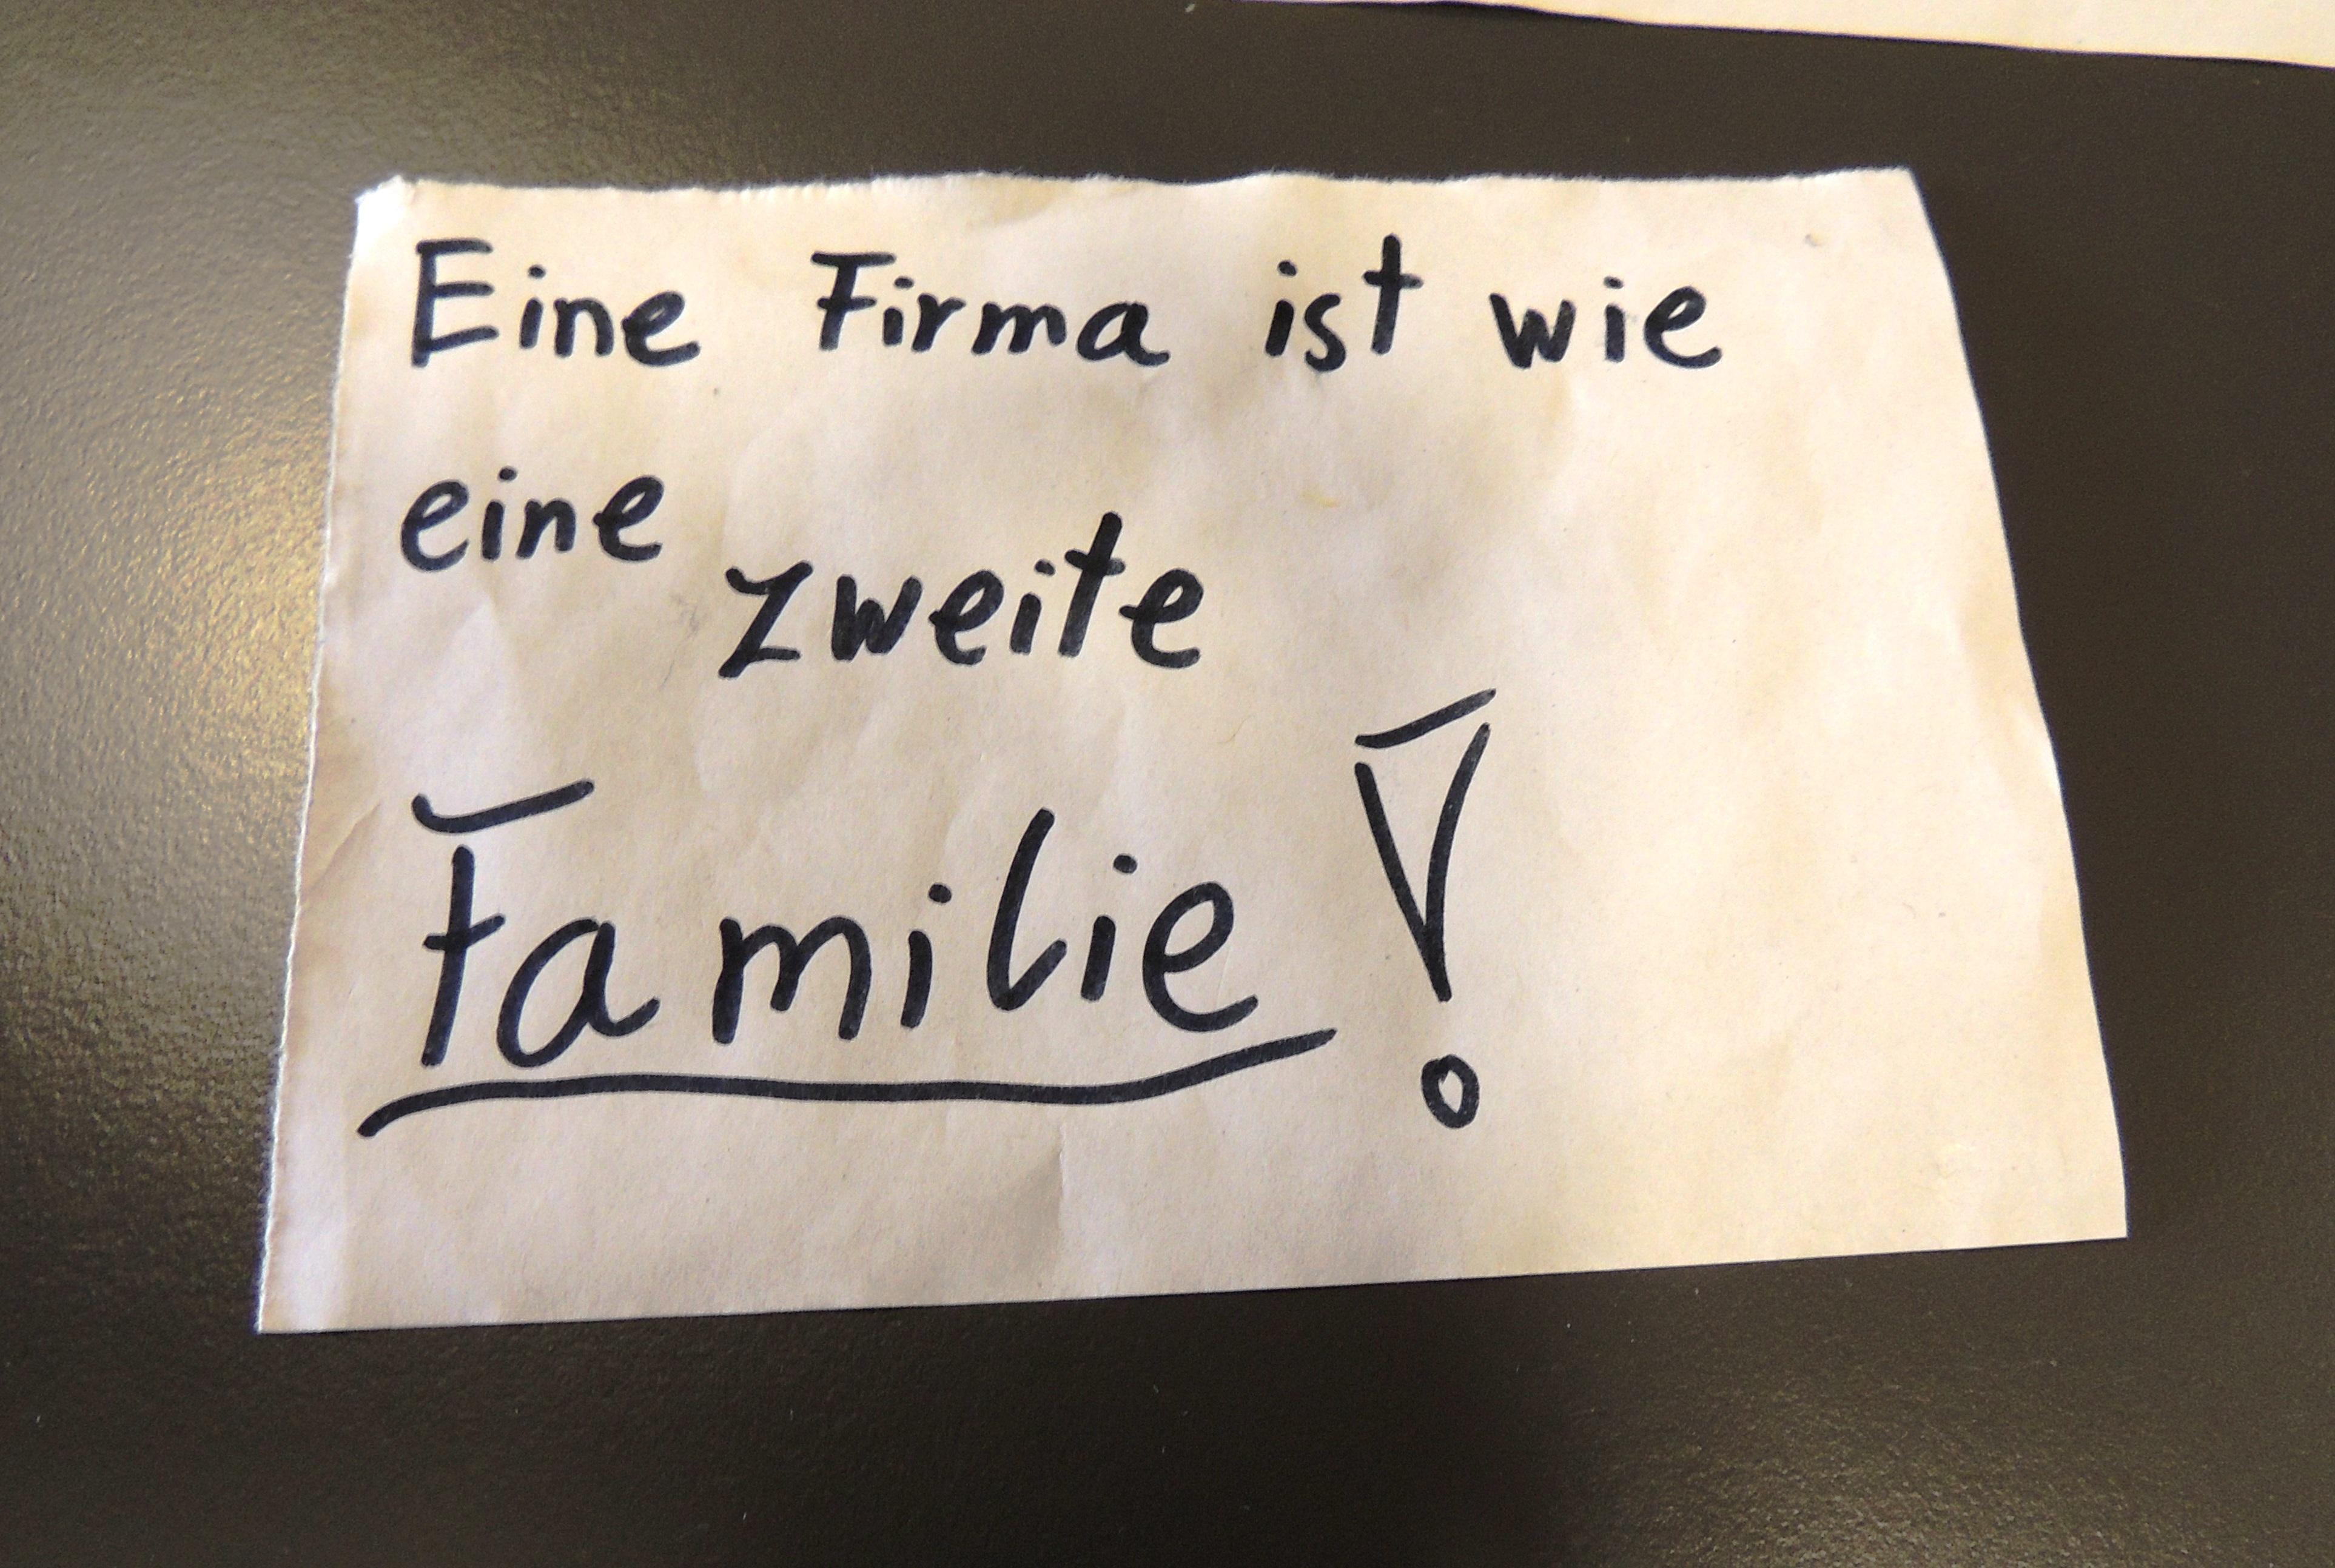 Eine Firma ist wie
eine zweite
Familie!